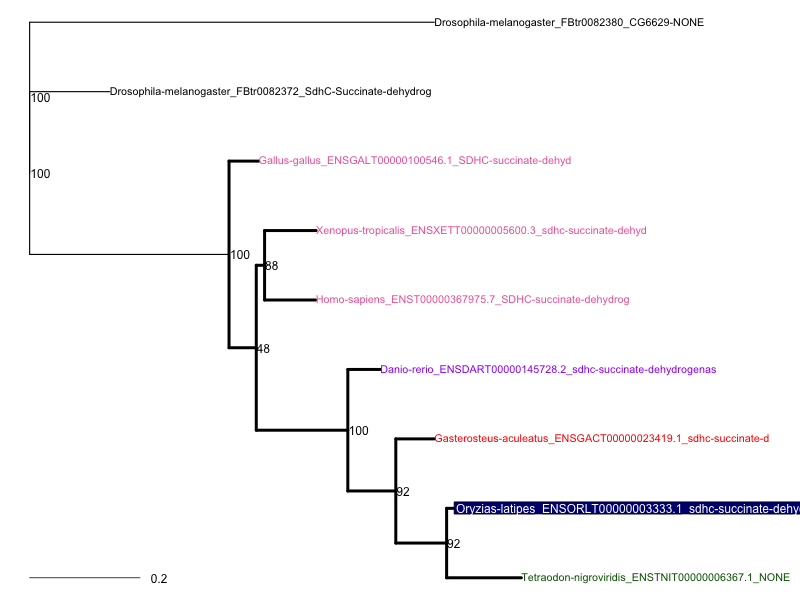 Drosophila-melanogaster_FBtr0082380_CG6629-NONE
Drosophila-melanogaster_FBtr0082372_SdhC-Succinate-dehydrog
100
Gallus-gallus_ENSGALT00000100546.1_SDHC-succinate-dehyd
100
Xenopus-tropicalis_ENSXETT00000005600.3_sdhc-succinate-dehyd
100
88
Homo-sapiens_ENST00000367975.7_SDHC-succinate-dehydrog
48
Danio-rerio_ENSDART00000145728.2_sdhc-succinate-dehydrogenas
100
Gasterosteus-aculeatus_ENSGACT00000023419.1_sdhc-succinate-d
92
Oryzias-latipes_ENSORLT00000003333.1_sdhc-succinate-dehy
92
Tetraodon-nigroviridis_ENSTNIT00000006367.1_NONE
0.2